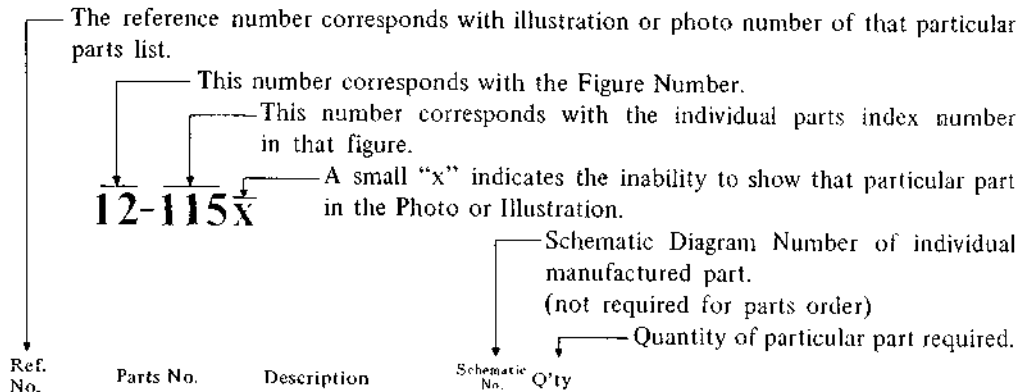 The reference number corresponds with illustration or photo number of that particular
parts list.
This number corresponds with the Figure Number.
This number corresponds with the individual parts index number
in that figure.
A small “x” indicates the inability to show that particular part
in the Photo or Illustration.
12-115x
Schematic Diagram Number of individual
manufactured part.
(not required for parts order)
Quantity of particular part required.
Ref. No. Parts No. Description Schematic No. Q'ty